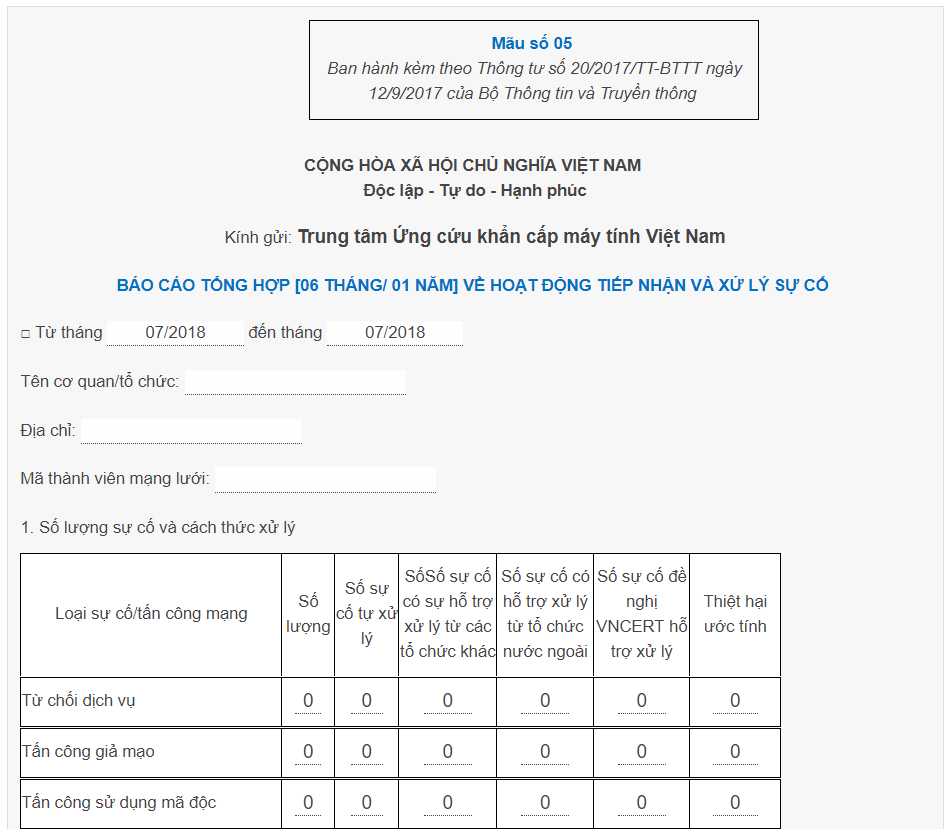 Mãu số 05
Ban hành kèm theo Thông tư số 20/2017/TT-BTTT ngày
12/9/2017 của Bộ Thông tin và Truyền thông
CỘNG HÒA XÃ HỘI CHỦ NGHĨA VIỆT NAM
Độc lập - Tự do - Hạnh phúc
Kính gửi: Trung tâm Ứng cứu khẩn cấp máy tính Việt Nam
BÁO CÁO TỔNG HỢP [06 THÁNG/ 01 NĂM] VỀ HOẠT ĐỘNG TIẾP NHẬN VÀ XỬ LÝ SỰ CỐ
□ Từ tháng 07/2018 đến tháng 07/2018
Tên cơ quan/tổ chức:
Địa chỉ:
Mã thành viên mạng lưới:
1. Số lượng sự cố và cách thức xử lý
Loại sự cố/tấn công mạng
Số
lượng
Số sự
cố tự xử
lý
SốSố sự cố
có sự hỗ trợ
xử lý từ các
tổ chức khác
Số sự cố có
hỗ trợ xử lý
từ tổ chức
nước ngoài
Số sự cố đề
nghị
VNCERT hỗ
trợ xử lý
Thiệt hại
ước tính
Từ chối dịch vụ 0 0 0 0 0 0
Tấn công giả mạo 0 0 0 0 0 0
Tấn công sử dụng mã độc 0 0 0 0 0 0